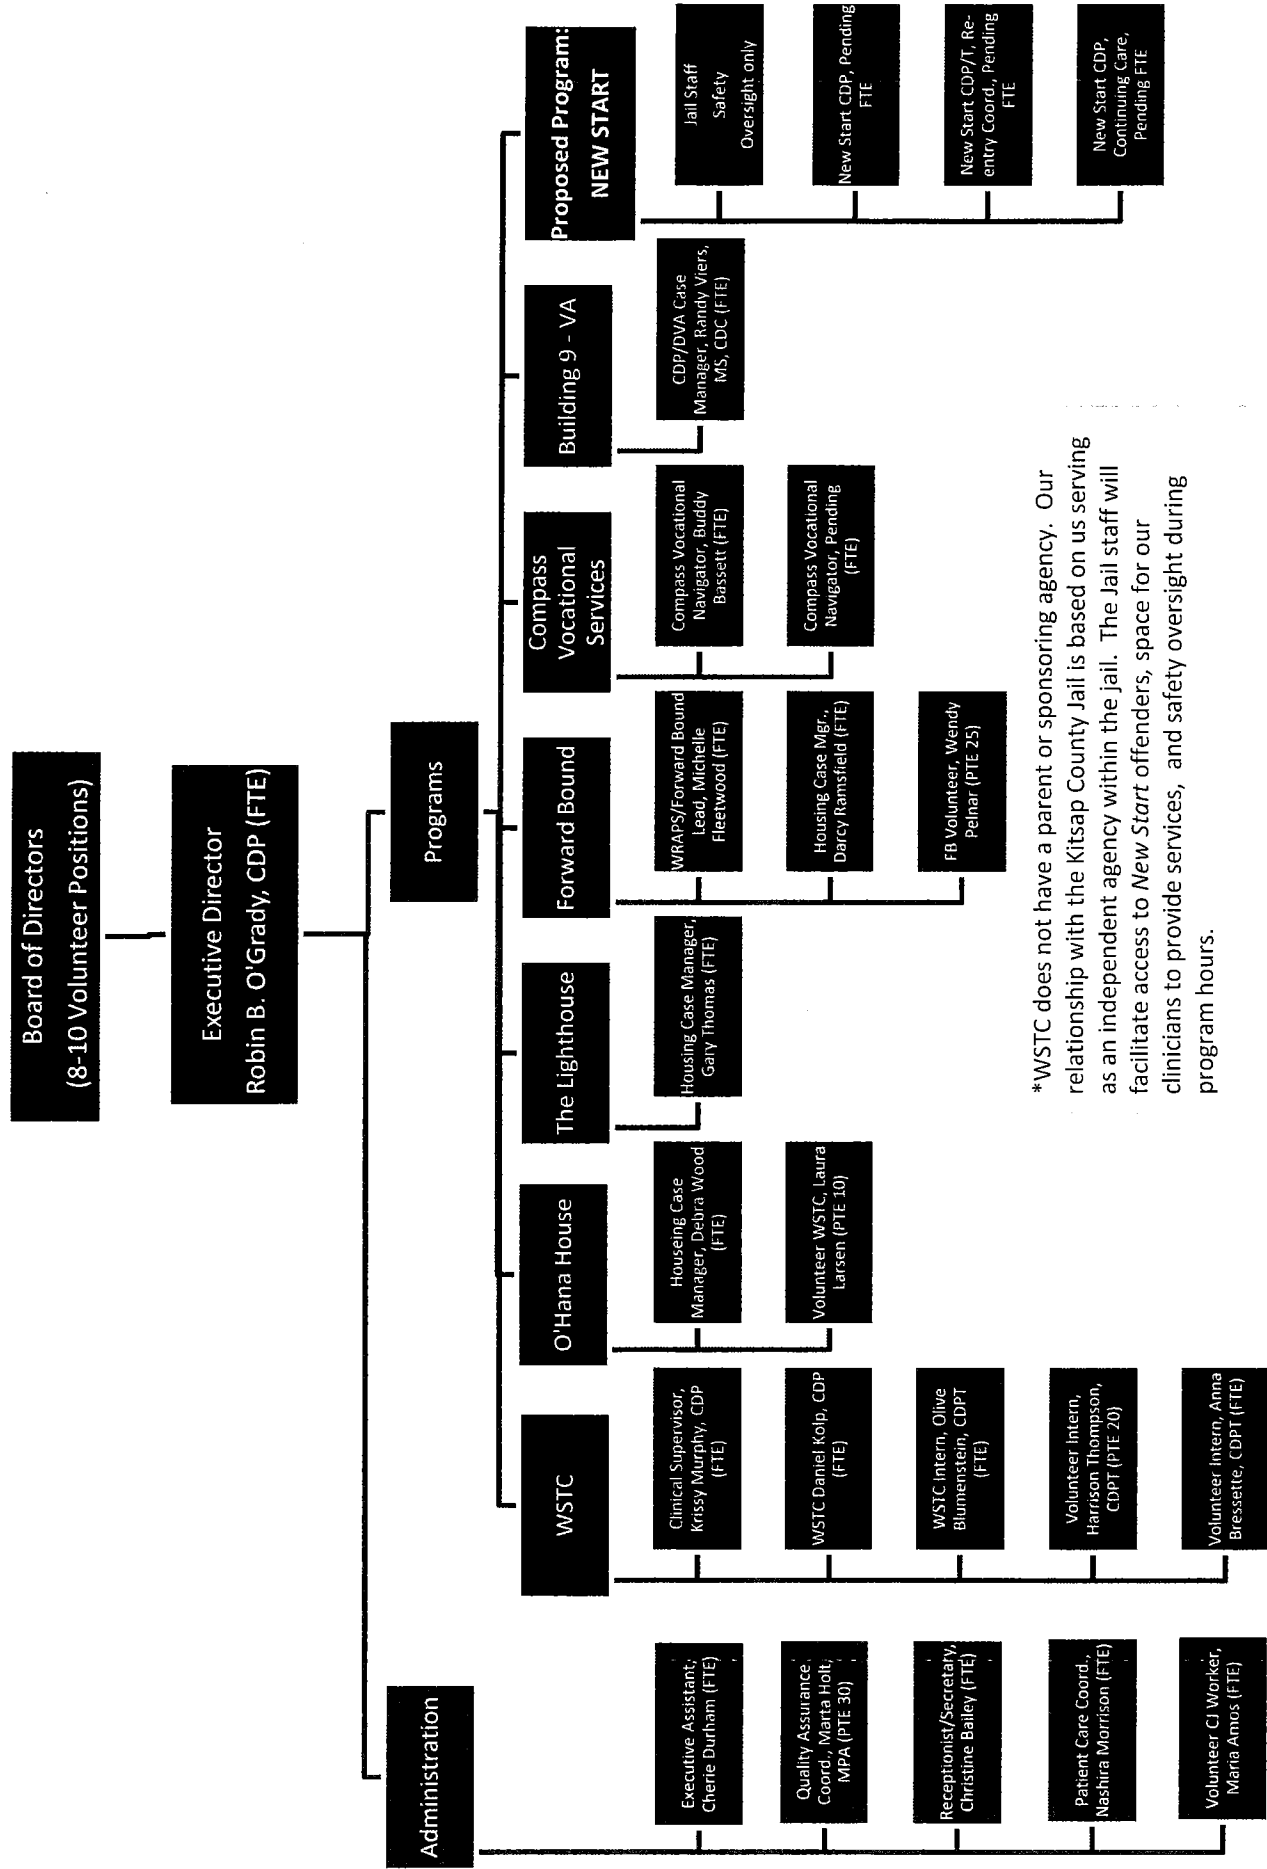 Board of Directors
(8-10 Volunteer Positions)
Executive Director
Robin B. O'Grady, CDP (FTE)
Administration
Executive Assistant,
Cherie Durham (FTE)
Quality Assurance
Coord., Marta Holt,
MPA (PTE 30)
Receptionist/Secretary,
Christine Bailey (FTE)
Patient Care Coord.,
Nashira Morrison (FTE)
Volunteer CJ Worker,
Maria Amos (FTE)
Programs
WSTC
Clinical Supervisor,
Krissy Murphy, CDP
(FTE)
WSTC Daniel Kolp, CDP
(FTE)
WSTC Intern, Olive
Blumenstein, CDPT
(FTE)
Volunteer Intern,
Harrison Thompson,
CDPT (PTE 20)
Volunteer Intern, Anna
Bressette, CDPT (FTE)
O'Hana House
Houseing Case
Manager, Debra Wood
(FTE)
Volunteer WSTC, Laura
Larsen (PTE 10)
The Lighthouse
Housing Case Manager,
Gary Thomas (FTE)
Forward Bound
WRAPS/Forward Bound
Lead, Michelle
Fleetwood (FTE)
Housing Case Mgr.,
Darcy Ramsfield (FTE)
FB Volunteer, Wendy
Pelnar (PTE 25)
Compass
Vocational
Services
Compass Vocational
Navigator, Buddy
Bassett (FTE)
Compass Vocational
Navigator, Pending
(FTE)
Building 9 - VA
CDP/DVA Case
Manager, Randy Viers,
MS, CDC (FTE)
Proposed Program:
NEW START
Jail Staff
Safety
Oversight only
New Start CDP, Pending
FTE
New Start CDP/T, Re-
entry Coord., Pending
FTE
New Start CDP,
Continuing Care,
Pending FTE
*WSTC does not have a parent or sponsoring agency. Our
relationship with the Kitsap County Jail is based on us serving
as an independent agency within the jail. The Jail staff will
facilitate access to New Start offenders, space for our
clinicians to provide services, and safety oversight during
program hours.